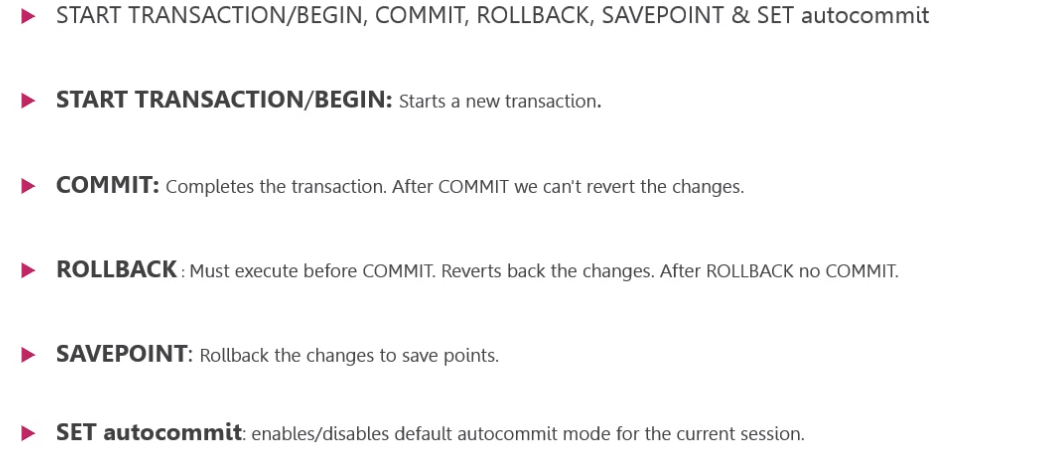 START TRANSACTION/BEGIN, COMMIT, ROLLBACK, SAVEPOINT & SET autocommit
START TRANSACTION/BEGIN: Starts a new transaction.
COMMIT: Completes the transaction. After COMMIT we can't revert the changes.
ROLLBACK : Must execute before COMMIT. Reverts back the changes. After ROLLBACK no COMMIT.
SAVEPOINT: Rollback the changes to save points.
SET autocommit: enables/disables default autocommit mode for the current session.